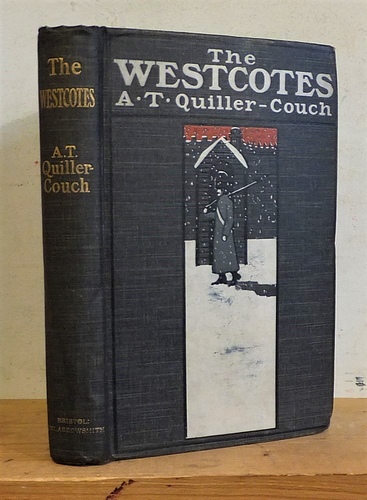 The
WESTCOTES
A.T.
Quiller-
Couch
BRISTOL:
ARROWSMITH
The
WESTCOTES
A·T·Quiller-Couch